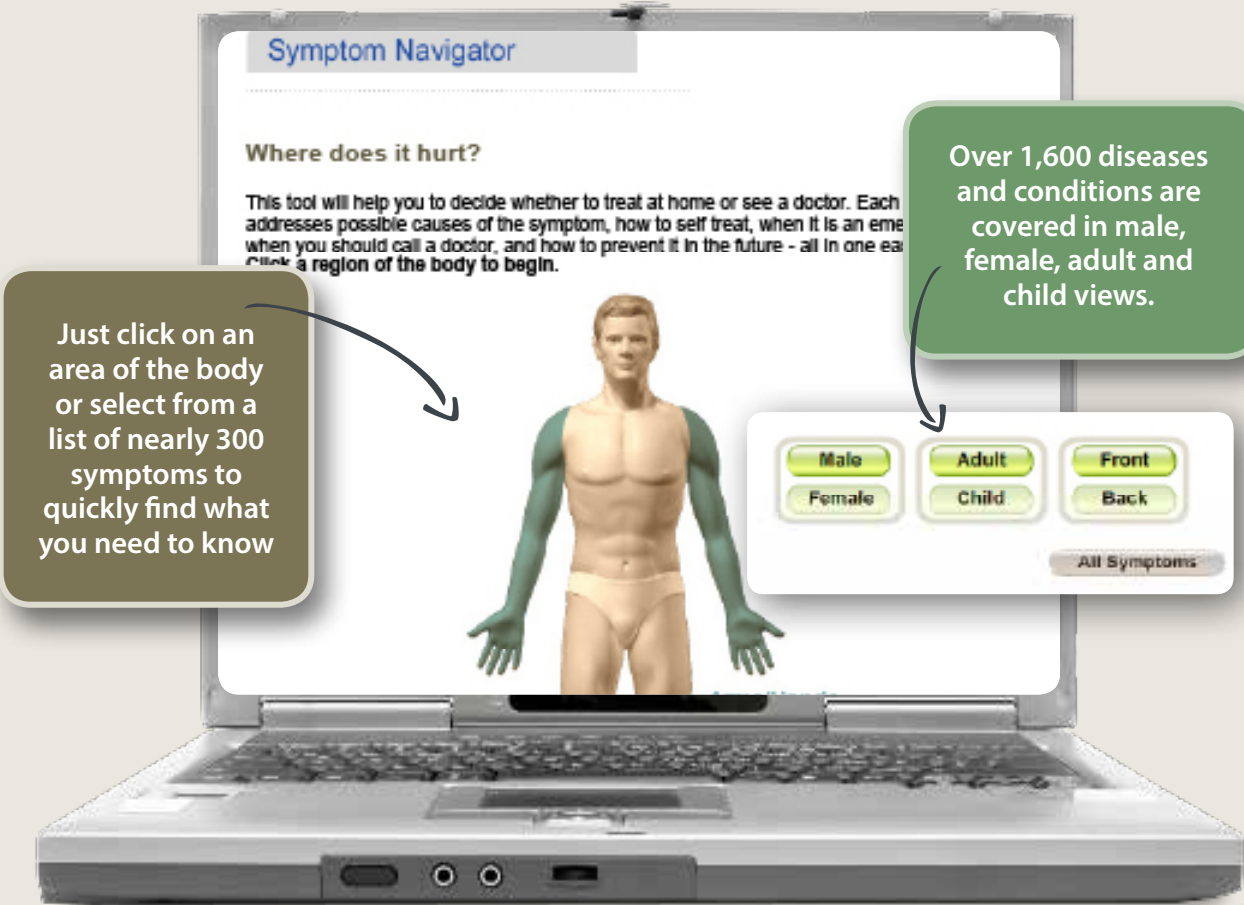 Symptom Navigator
Where does it hurt?
This tool will help you to decide whether to treat at home or see a doctor. Each
addresses possible causes of the symptom, how to self treat, when it is an eme
when you should call a doctor, and how to prevent it in the future - all in one ea
Click a region of the body to begin.
Just click on an
area of the body
or select from a
list of nearly 300
symptoms to
quickly find what
you need to know
Over 1,600 diseases
and conditions are
covered in male,
female, adult and
child views.
Male
Adult
Front
Female
Child
Back
All Symptoms